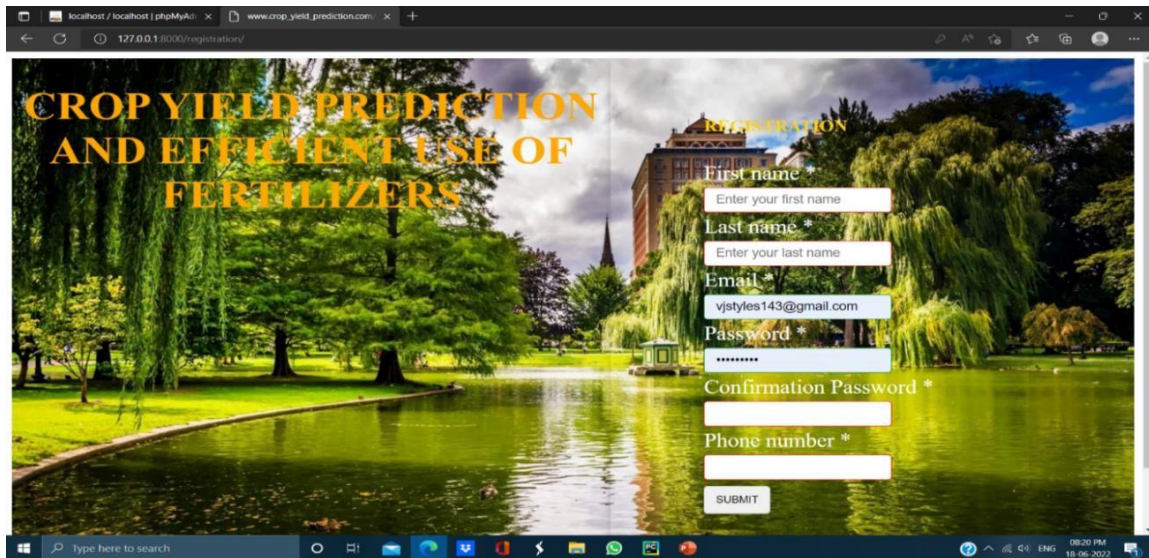 localhost / localhost | phpMyAd
www.crop_yield_prediction.com/
127.0.0.1:8000/registration/
CROP YIELD PREDICTION
AND EFFICIENT USE OF
FERTILIZERS
REGISTRATION
First name *
Enter your first name
Last name *
Enter your last name
Email *
vjstyles143@gmail.com
Password *
•••••••••
Confirmation Password *
Phone number *
SUBMIT
Type here to search
ENG
08:20 PM
18-06-2022